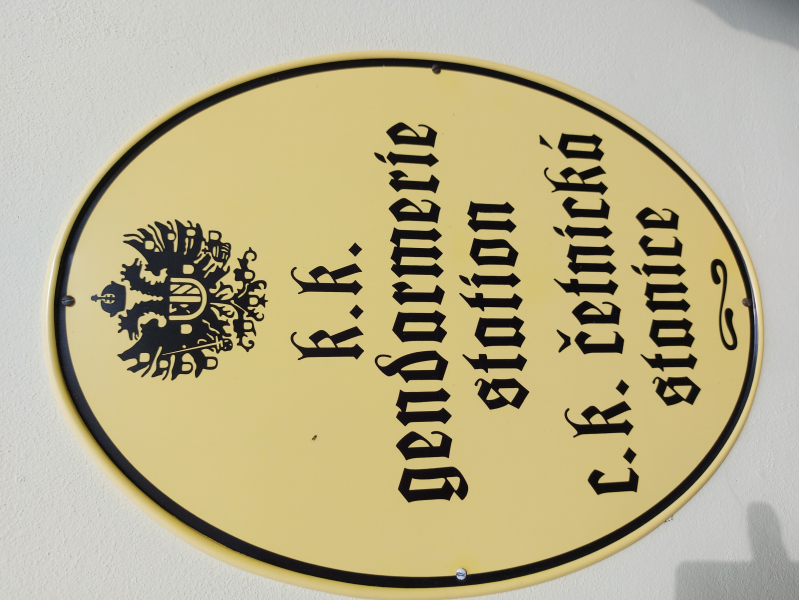 k.k.
gendarmerie
station
c.k. četnická
stanice